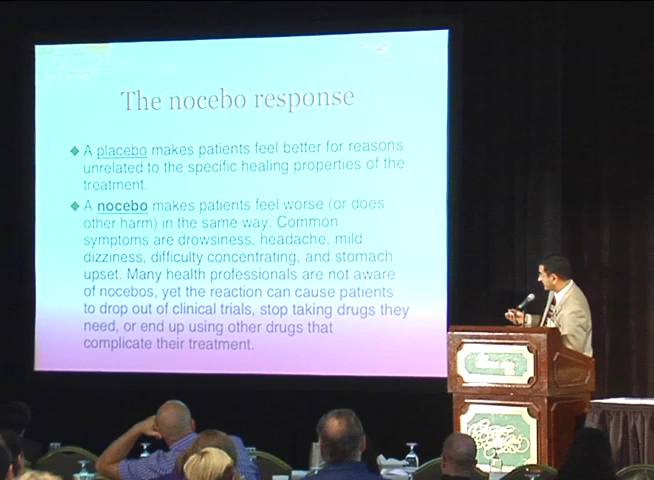 The nocebo response
❖ A placebo makes patients feel better for reasons
unrelated to the specific healing properties of the
treatment.
❖ A nocebo makes patients feel worse (or does
other harm) in the same way. Common
symptoms are drowsiness, headache, mild
dizziness, difficulty concentrating, and stomach
upset. Many health professionals are not aware
of nocebos, yet the reaction can cause patients
to drop out of clinical trials, stop taking drugs they
need, or end up using other drugs that
complicate their treatment.